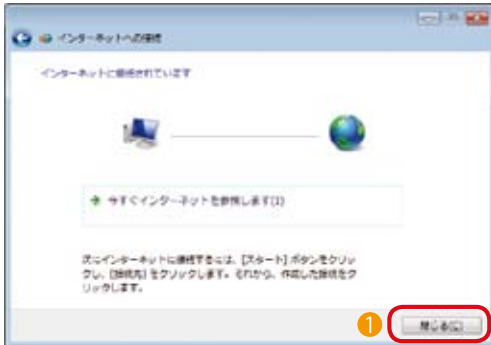 インターネットへの接続
インターネットに接続されています
今すぐインターネットを参照します(I)
次にインターネットに接続するには、[スタート] ボタンをクリッ
クし、[接続先] をクリックします。それから、作成した接続をク
リックします。
1 閉じる(C)